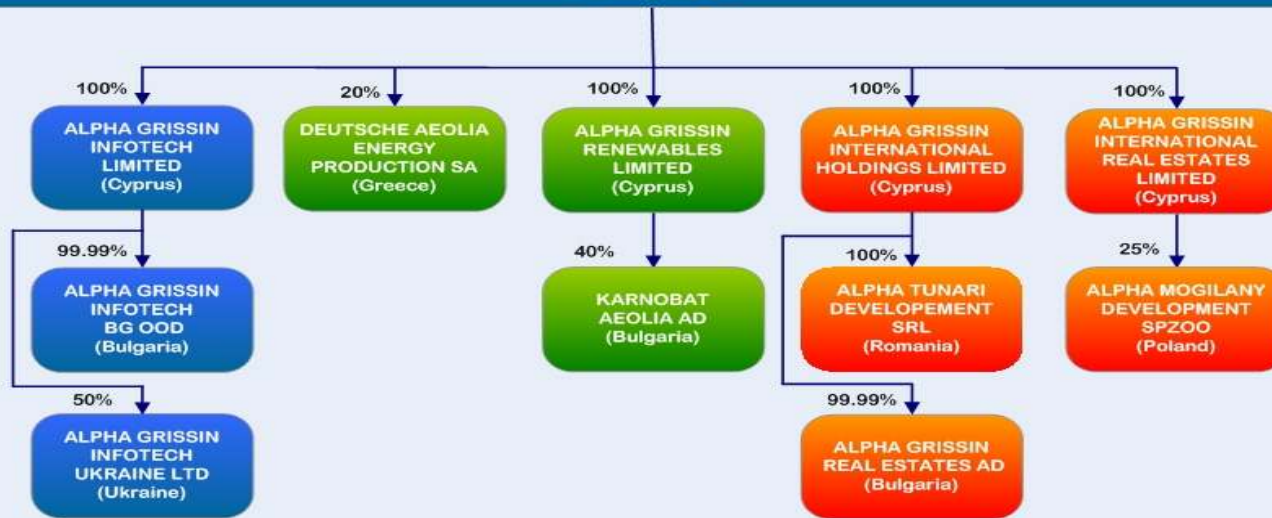 100%
20%
100%
100%
100%
ALPHA GRISSIN
INFOTECH
LIMITED
(Cyprus)
DEUTSCHE AEOLIA
ENERGY
PRODUCTION SA
(Greece)
ALPHA GRISSIN
RENEWABLES
LIMITED
(Cyprus)
ALPHA GRISSIN
INTERNATIONAL
HOLDINGS LIMITED
(Cyprus)
ALPHA GRISSIN
INTERNATIONAL
REAL ESTATES
LIMITED
(Cyprus)
99.99%
40%
100%
25%
ALPHA GRISSIN
INFOTECH
BG OOD
(Bulgaria)
KARNOBAT
AEOLIA AD
(Bulgaria)
ALPHA TUNARI
DEVELOPEMENT
SRL
(Romania)
ALPHA MOGILANY
DEVELOPMENT
SPZOO
(Poland)
50%
99.99%
ALPHA GRISSIN
INFOTECH
UKRAINE LTD
(Ukraine)
ALPHA GRISSIN
REAL ESTATES AD
(Bulgaria)